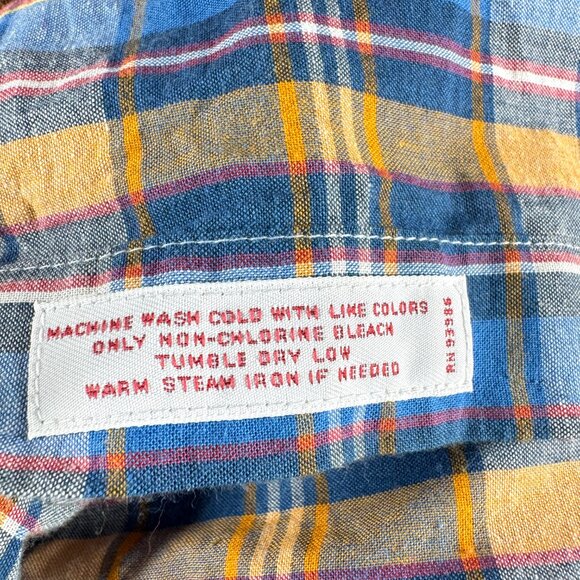 MACHINE WASH COLD WITH LIKE COLORS
ONLY NON-CHLORINE BLEACH
TUMBLE DRY LOW
WARM STEAM IRON IF NEEDED
RN 93986